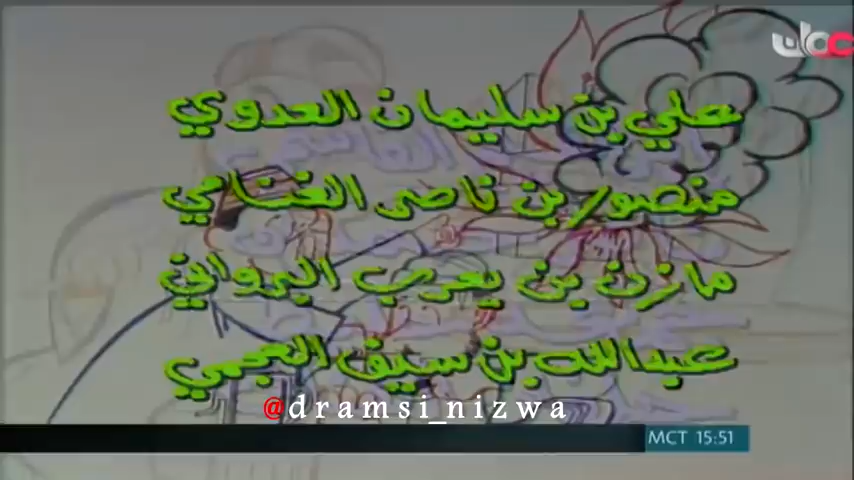 عمان
علي بن سليمان العدوي
منصور بن ناصر الغنامي
مازن بن يعرب البرواني
عبدالله بن سيف العجمي
@dramsi_nizwa
MCT 15:51